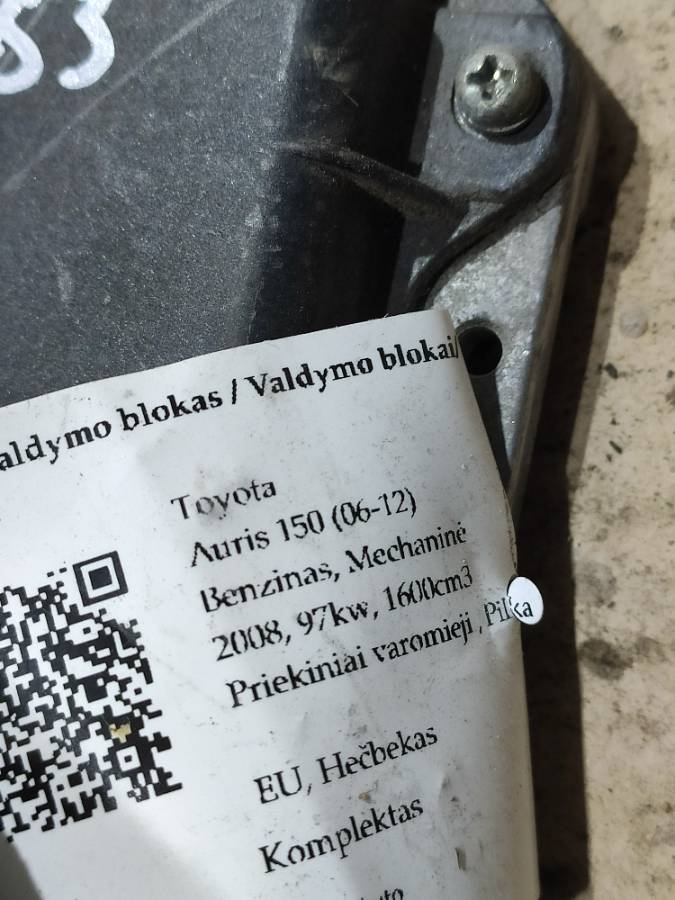 83
aldymo blokas / Valdymo blokai/
Toyota
Auris 150 (06-12)
Benzinas, Mechaninė
2008, 97kw, 1600cm3
Priekiniai varomieji, Pilka
EU, Hečbekas
Komplektas